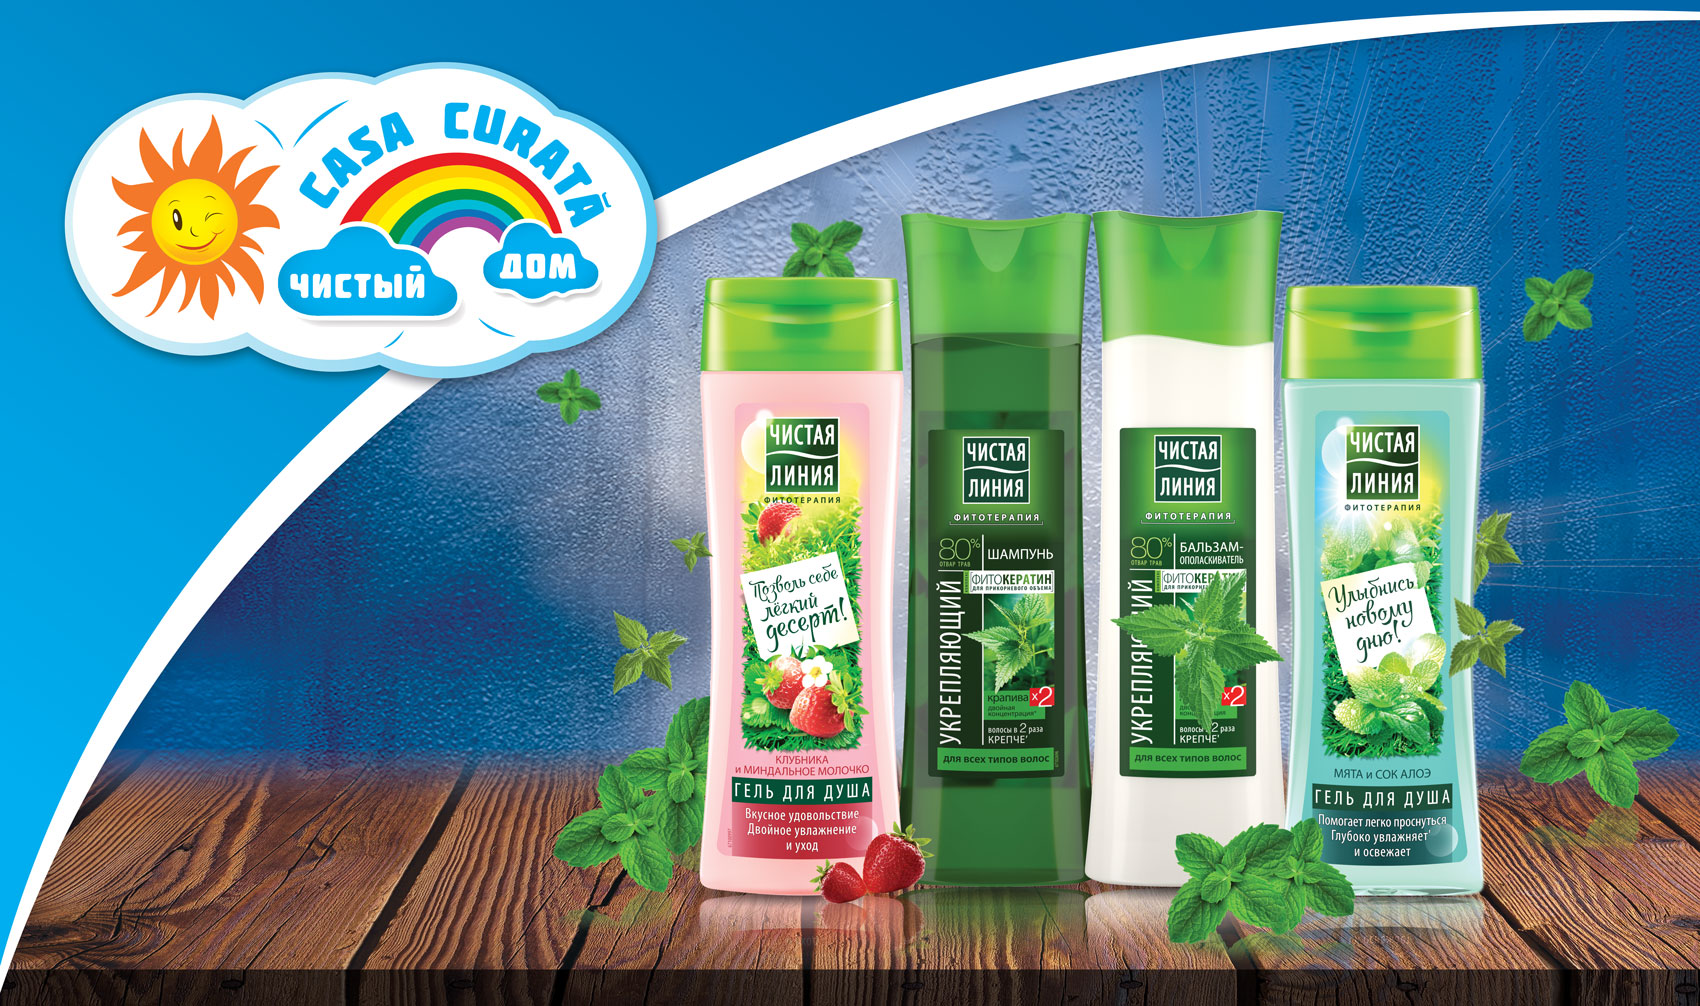 CASA CURATĂ
ЧИСТЫЙ
ДОМ
ЧИСТАЯ
ЛИНИЯ
ФИТОТЕРАПИЯ
Позволь себе
лёгкий
десерт!
КЛУБНИКА
и МИНДАЛЬНОЕ МОЛОЧКО
ГЕЛЬ ДЛЯ ДУША
Вкусное удовольствие
Двойное увлажнение
и уход
ЧИСТАЯ
ЛИНИЯ
ФИТОТЕРАПИЯ
80%
ОТВАР ТРАВ
ШАМПУНЬ
УКРЕПЛЯЮЩИЙ
ФИТОКЕРАТИН
ДЛЯ ПРИКОРНЕВОГО ОБЪЕМА
крапива x2
двойная
концентрация*
волосы в 2 раза
КРЕПЧЕ¹
для всех типов волос
ЧИСТАЯ
ЛИНИЯ
ФИТОТЕРАПИЯ
80%
ОТВАР ТРАВ
БАЛЬЗАМ-
ОПОЛАСКИВАТЕЛЬ
ФИТОКЕРАТИН
x2
волосы 2 раза
КРЕПЧЕ¹
для всех типов волос
ЧИСТАЯ
ЛИНИЯ
ФИТОТЕРАПИЯ
Улыбнись
новому
дню!
МЯТА и СОК АЛОЭ
ГЕЛЬ ДЛЯ ДУША
Помогает легко проснуться
Глубоко увлажняет¹
и освежает